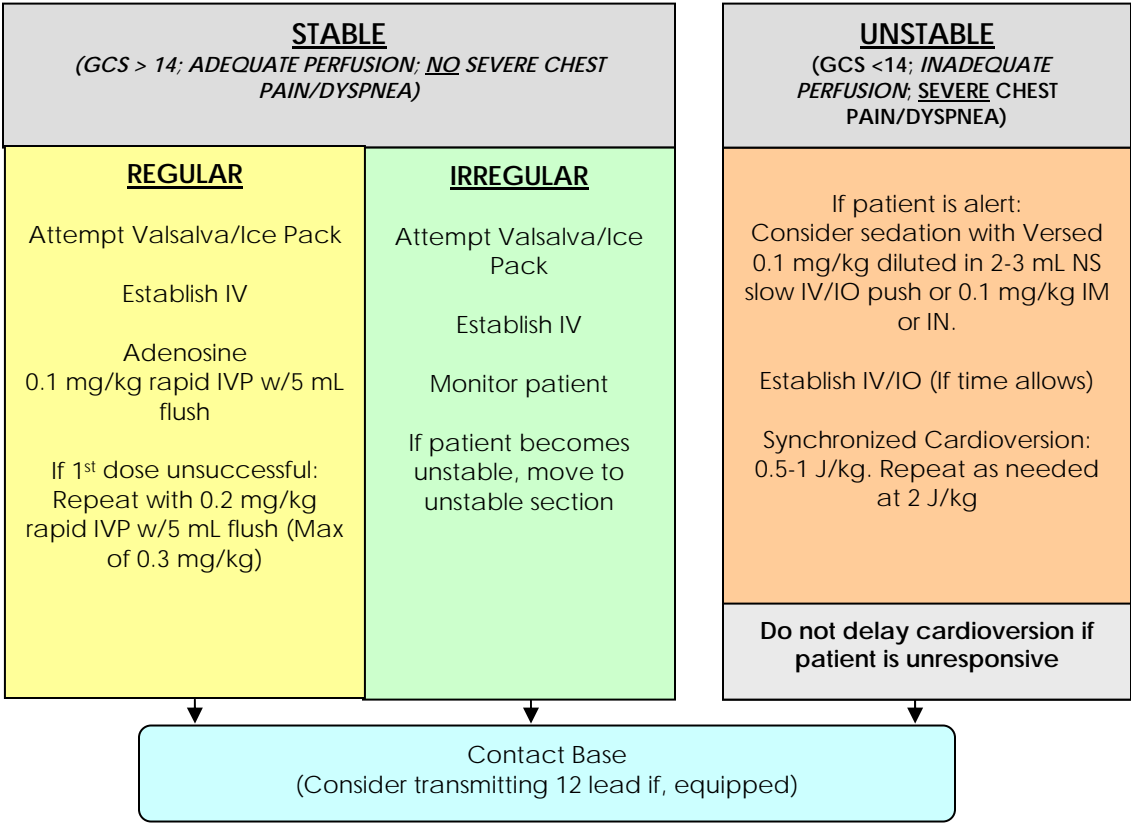 STABLE
(GCS > 14; ADEQUATE PERFUSION; NO SEVERE CHEST
PAIN/DYSPNEA)
REGULAR
Attempt Valsalva/Ice Pack
Establish IV
Adenosine
0.1 mg/kg rapid IVP w/5 mL
flush
If 1st dose unsuccessful:
Repeat with 0.2 mg/kg
rapid IVP w/5 mL flush (Max
of 0.3 mg/kg)
IRREGULAR
Attempt Valsalva/Ice
Pack
Establish IV
Monitor patient
If patient becomes
unstable, move to
unstable section
UNSTABLE
(GCS <14; INADEQUATE
PERFUSION; SEVERE CHEST
PAIN/DYSPNEA)
If patient is alert:
Consider sedation with Versed
0.1 mg/kg diluted in 2-3 mL NS
slow IV/IO push or 0.1 mg/kg IM
or IN.
Establish IV/IO (If time allows)
Synchronized Cardioversion:
0.5-1 J/kg. Repeat as needed
at 2 J/kg
Do not delay cardioversion if
patient is unresponsive
Contact Base
(Consider transmitting 12 lead if, equipped)